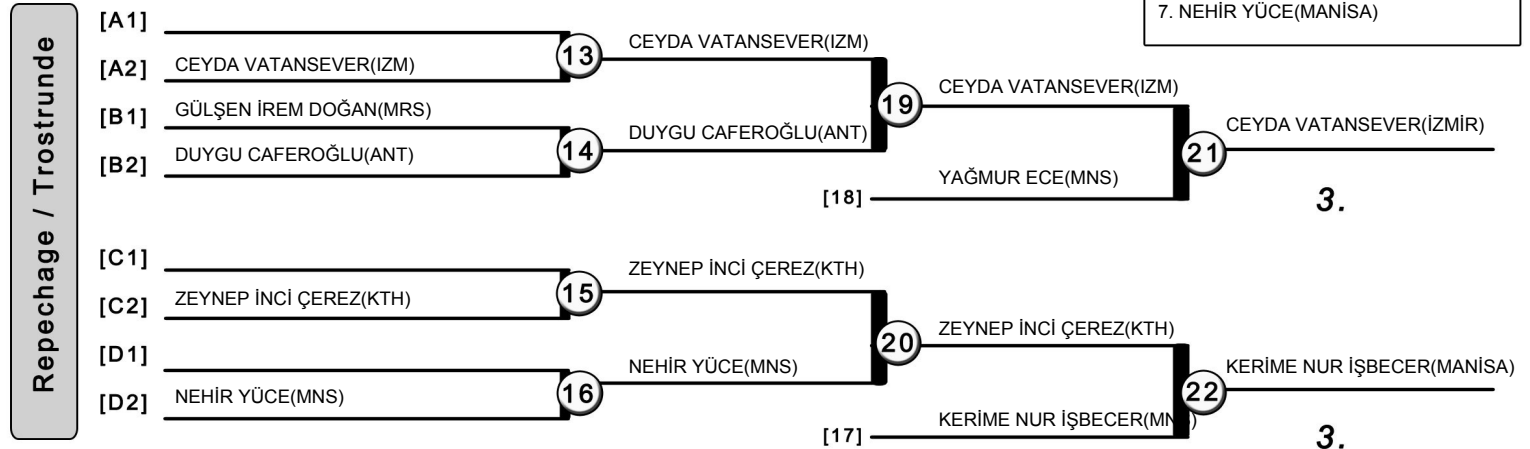 7. NEHİR YÜCE(MANİSA)
Repechage / Trostrunde
[A1]
[A2] CEYDA VATANSEVER(IZM)
13
CEYDA VATANSEVER(IZM)
[B1] GÜLŞEN İREM DOĞAN(MRS)
[B2] DUYGU CAFEROĞLU(ANT)
14
DUYGU CAFEROĞLU(ANT)
19
CEYDA VATANSEVER(IZM)
[18] YAĞMUR ECE(MNS)
21
CEYDA VATANSEVER(İZMİR)
3.
[C1]
[C2] ZEYNEP İNCİ ÇEREZ(KTH)
15
ZEYNEP İNCİ ÇEREZ(KTH)
[D1]
[D2] NEHİR YÜCE(MNS)
16
NEHİR YÜCE(MNS)
20
ZEYNEP İNCİ ÇEREZ(KTH)
[17] KERİME NUR İŞBECER(MNS)
22
KERİME NUR İŞBECER(MANİSA)
3.